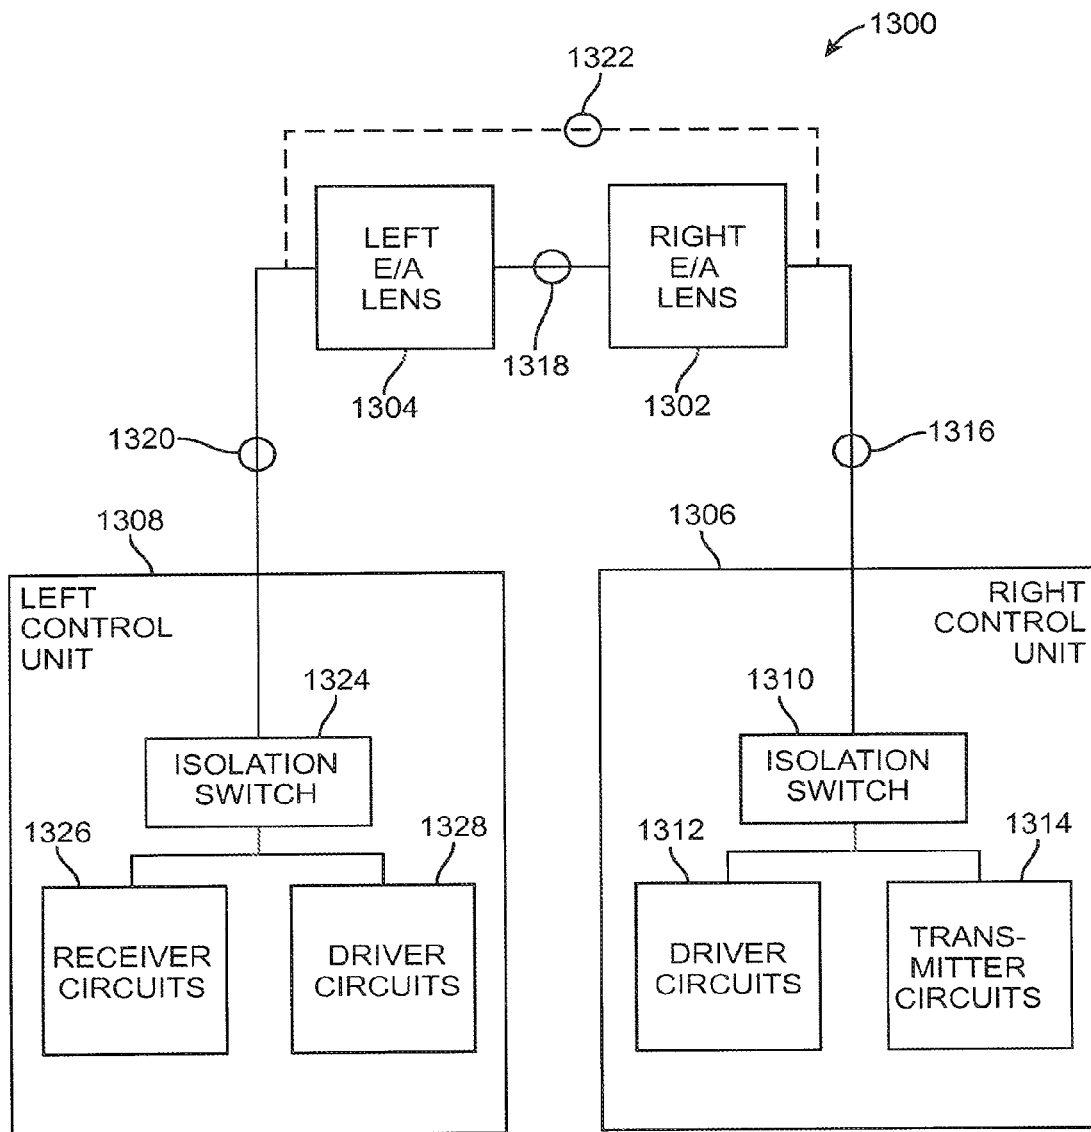 1300
1322
LEFT
E/A
LENS
RIGHT
E/A
LENS
1318
1304
1302
1320
1316
1308
1306
LEFT
CONTROL
UNIT
RIGHT
CONTROL
UNIT
1324
1310
ISOLATION
SWITCH
ISOLATION
SWITCH
1326
1328
1312
1314
RECEIVER
CIRCUITS
DRIVER
CIRCUITS
DRIVER
CIRCUITS
TRANS-
MITTER
CIRCUITS